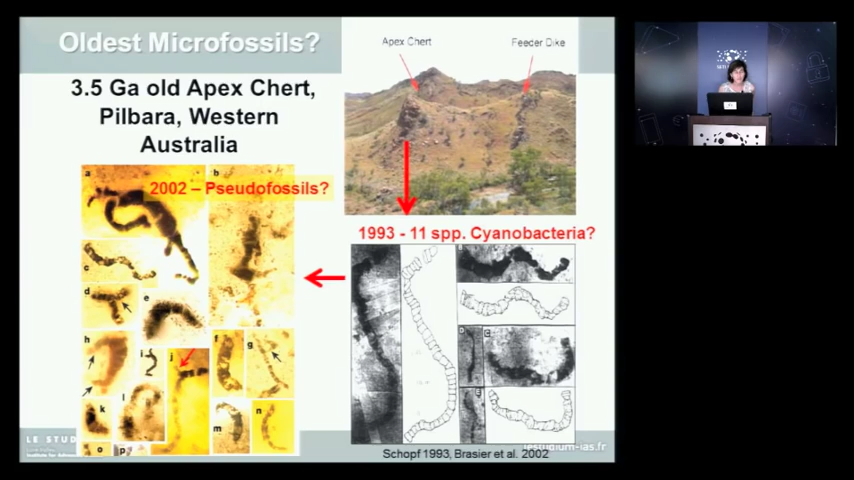 Oldest Microfossils?
3.5 Ga old Apex Chert,
Pilbara, Western
Australia
Apex Chert
Feeder Dike
2002 – Pseudofossils?
1993 - 11 spp. Cyanobacteria?
a
b
c
d
e
h
i
j
f
g
k
l
m
n
o
p
LE STUD
lestudium-ias.fr
Schopf 1993, Brasier et al. 2002